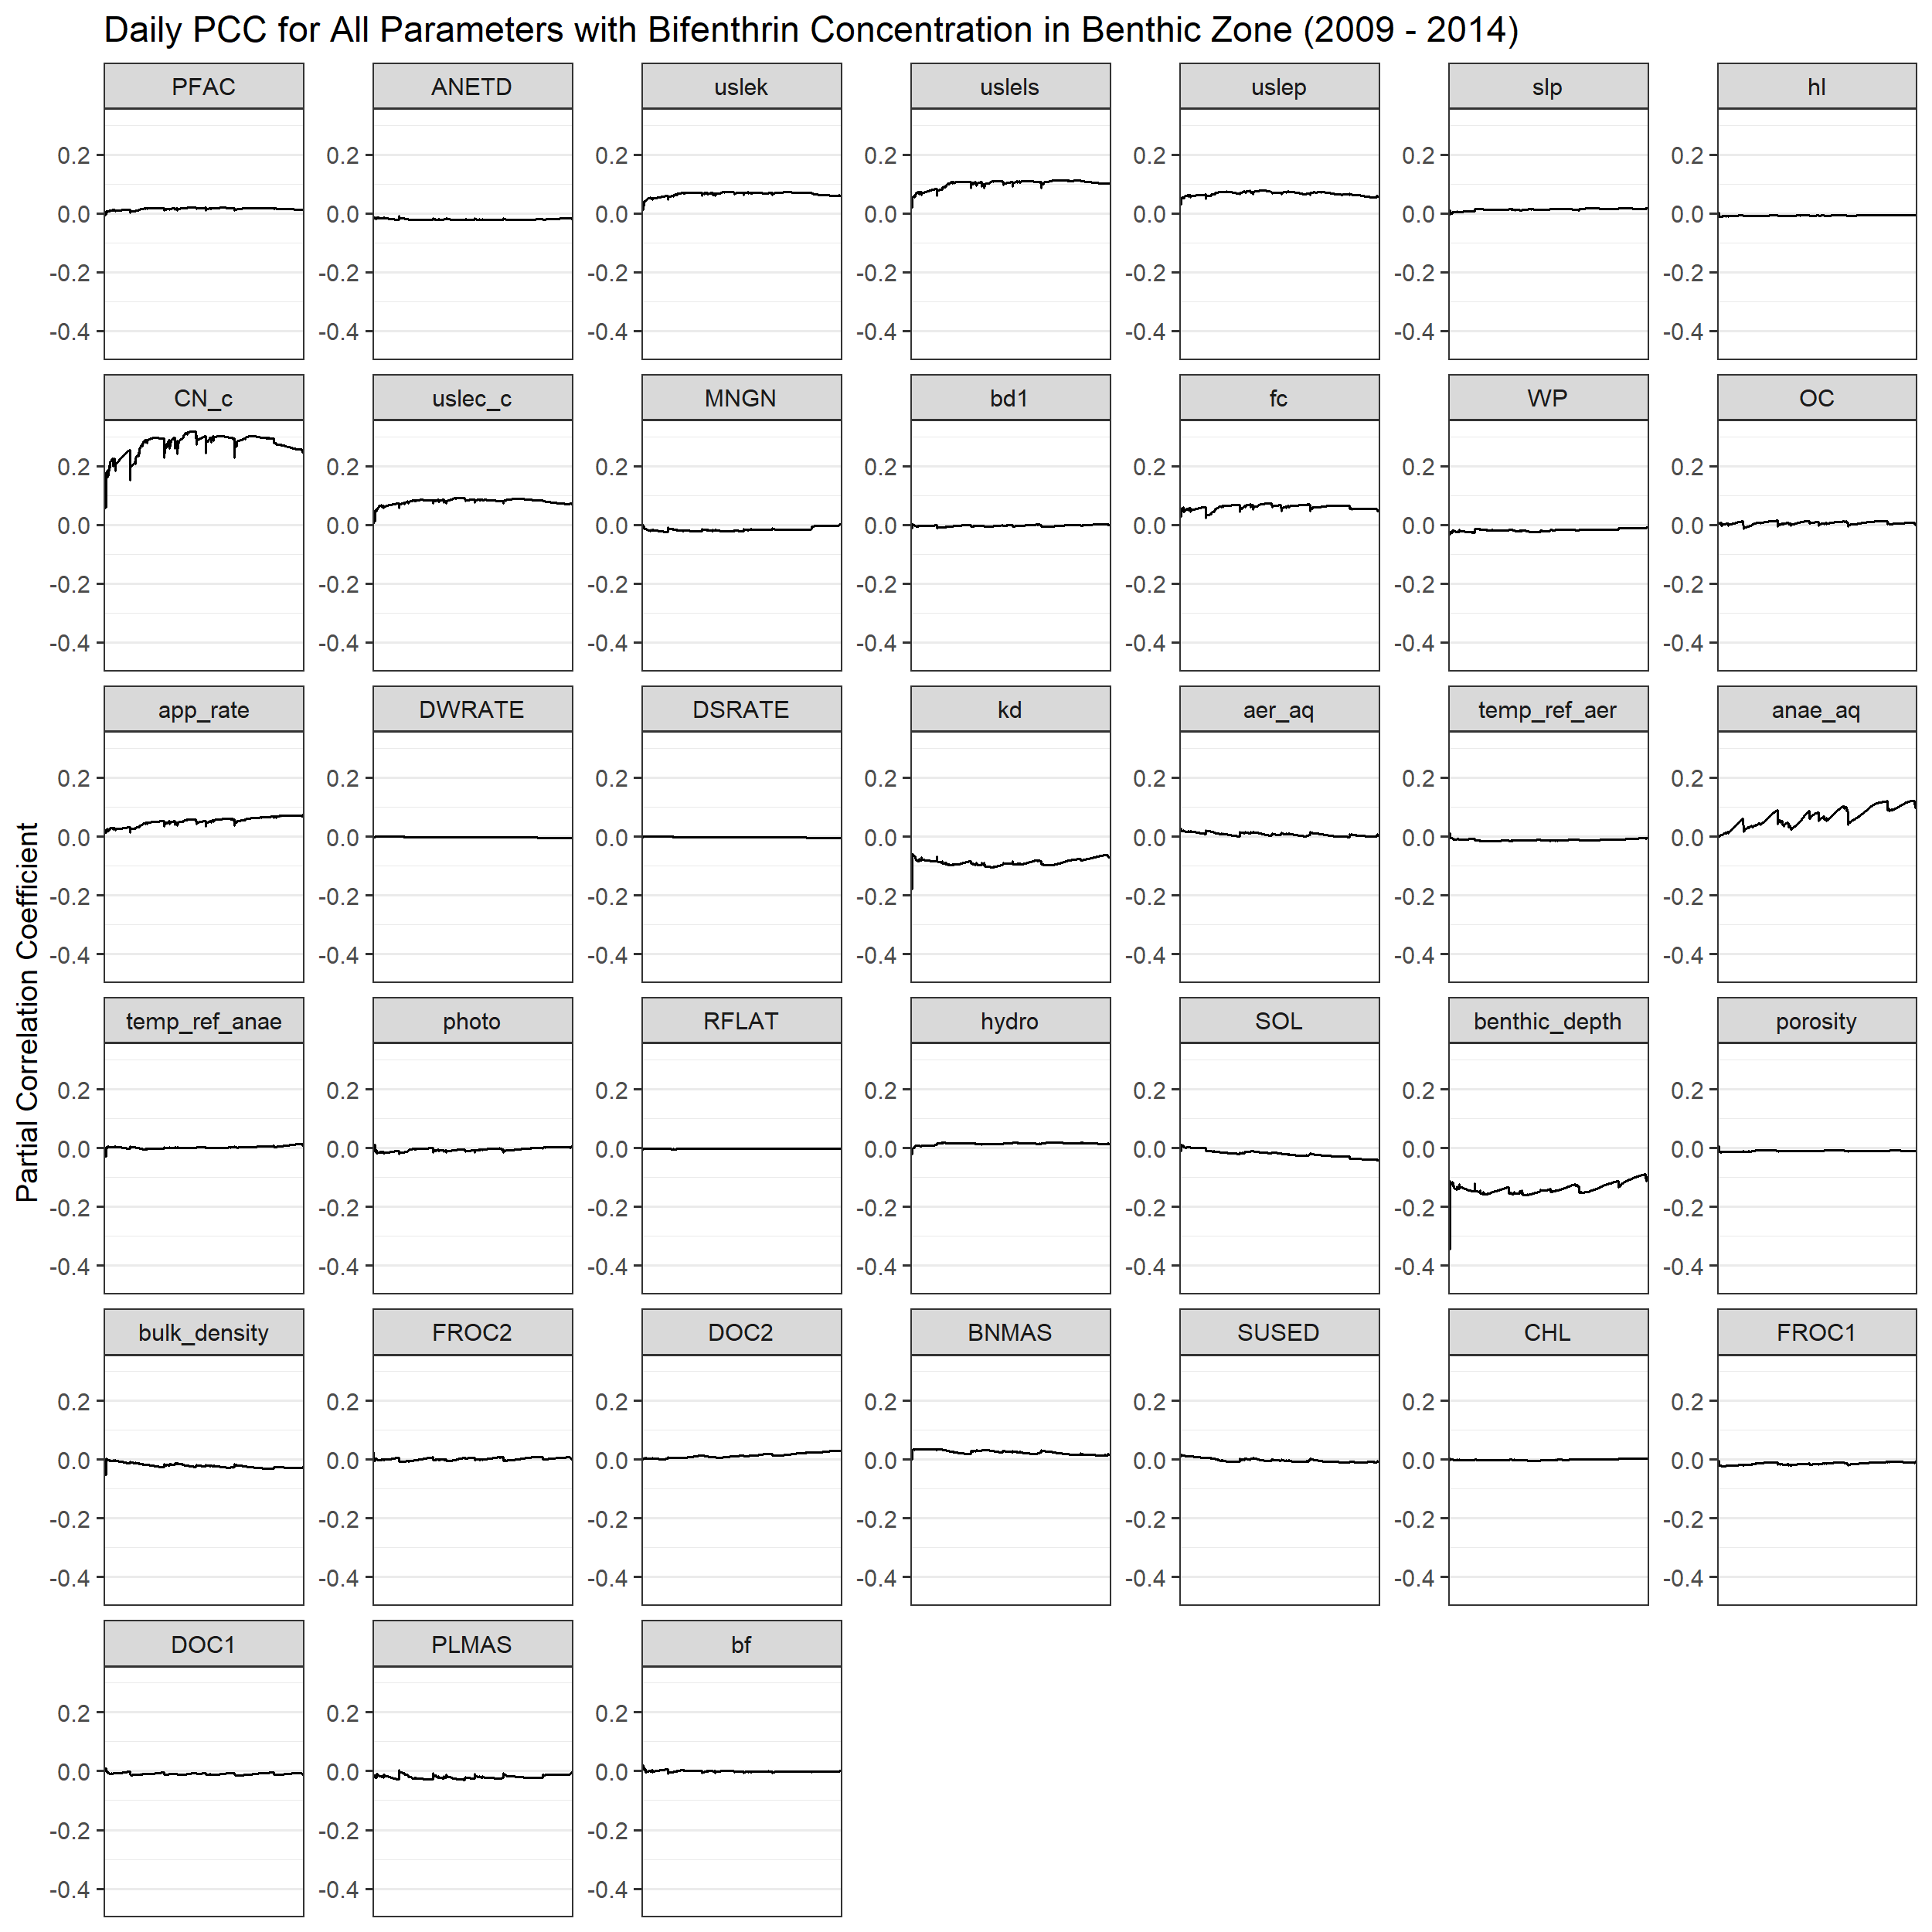 Daily PCC for All Parameters with Bifenthrin Concentration in Benthic Zone (2009 - 2014)
Partial Correlation Coefficient
PFAC ANETD uslek uslels uslep slp hl
0.2 0.2 0.2 0.2 0.2 0.2 0.2
0.0 0.0 0.0 0.0 0.0 0.0 0.0
-0.2 -0.2 -0.2 -0.2 -0.2 -0.2 -0.2
-0.4 -0.4 -0.4 -0.4 -0.4 -0.4 -0.4
CN_c uslec_c MNGN bd1 fc WP OC
0.2 0.2 0.2 0.2 0.2 0.2 0.2
0.0 0.0 0.0 0.0 0.0 0.0 0.0
-0.2 -0.2 -0.2 -0.2 -0.2 -0.2 -0.2
-0.4 -0.4 -0.4 -0.4 -0.4 -0.4 -0.4
app_rate DWRATE DSRATE kd aer_aq temp_ref_aer anae_aq
0.2 0.2 0.2 0.2 0.2 0.2 0.2
0.0 0.0 0.0 0.0 0.0 0.0 0.0
-0.2 -0.2 -0.2 -0.2 -0.2 -0.2 -0.2
-0.4 -0.4 -0.4 -0.4 -0.4 -0.4 -0.4
temp_ref_anae photo RFLAT hydro SOL benthic_depth porosity
0.2 0.2 0.2 0.2 0.2 0.2 0.2
0.0 0.0 0.0 0.0 0.0 0.0 0.0
-0.2 -0.2 -0.2 -0.2 -0.2 -0.2 -0.2
-0.4 -0.4 -0.4 -0.4 -0.4 -0.4 -0.4
bulk_density FROC2 DOC2 BNMAS SUSED CHL FROC1
0.2 0.2 0.2 0.2 0.2 0.2 0.2
0.0 0.0 0.0 0.0 0.0 0.0 0.0
-0.2 -0.2 -0.2 -0.2 -0.2 -0.2 -0.2
-0.4 -0.4 -0.4 -0.4 -0.4 -0.4 -0.4
DOC1 PLMAS bf
0.2 0.2 0.2
0.0 0.0 0.0
-0.2 -0.2 -0.2
-0.4 -0.4 -0.4